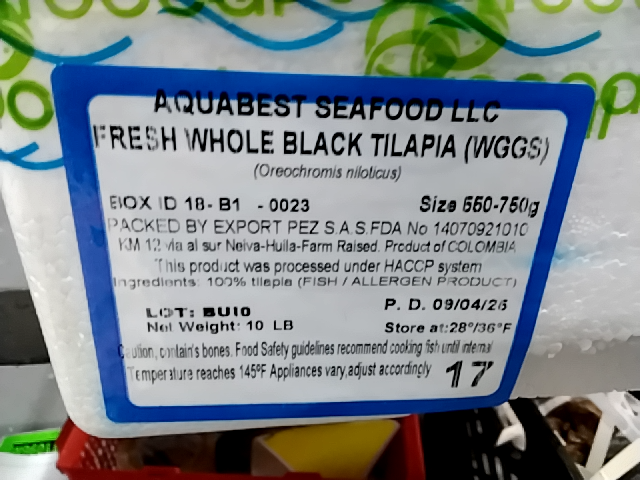 AQUABEST SEAFOOD LLC
FRESH WHOLE BLACK TILAPIA (WGGS)
(Oreochromis niloticus)
BOX ID 18- B1 - 0023 Size 550-750g
PACKED BY EXPORT PEZ S.A.S.FDA No 14070921010
KM 12 via al sur Neiva-Huila-Farm Raised. Product of COLOMBIA
This product was processed under HACCP system
Ingredients: 100% tilapia (FISH / ALLERGEN PRODUCT)
LOT: BU10 P. D. 09/04/26
Net Weight: 10 LB Store at:28°/36°F
Caution, contain's bones. Food Safety guidelines recommend cooking fish until internal
Temperature reaches 145°F Appliances vary,adjust accordingly 17